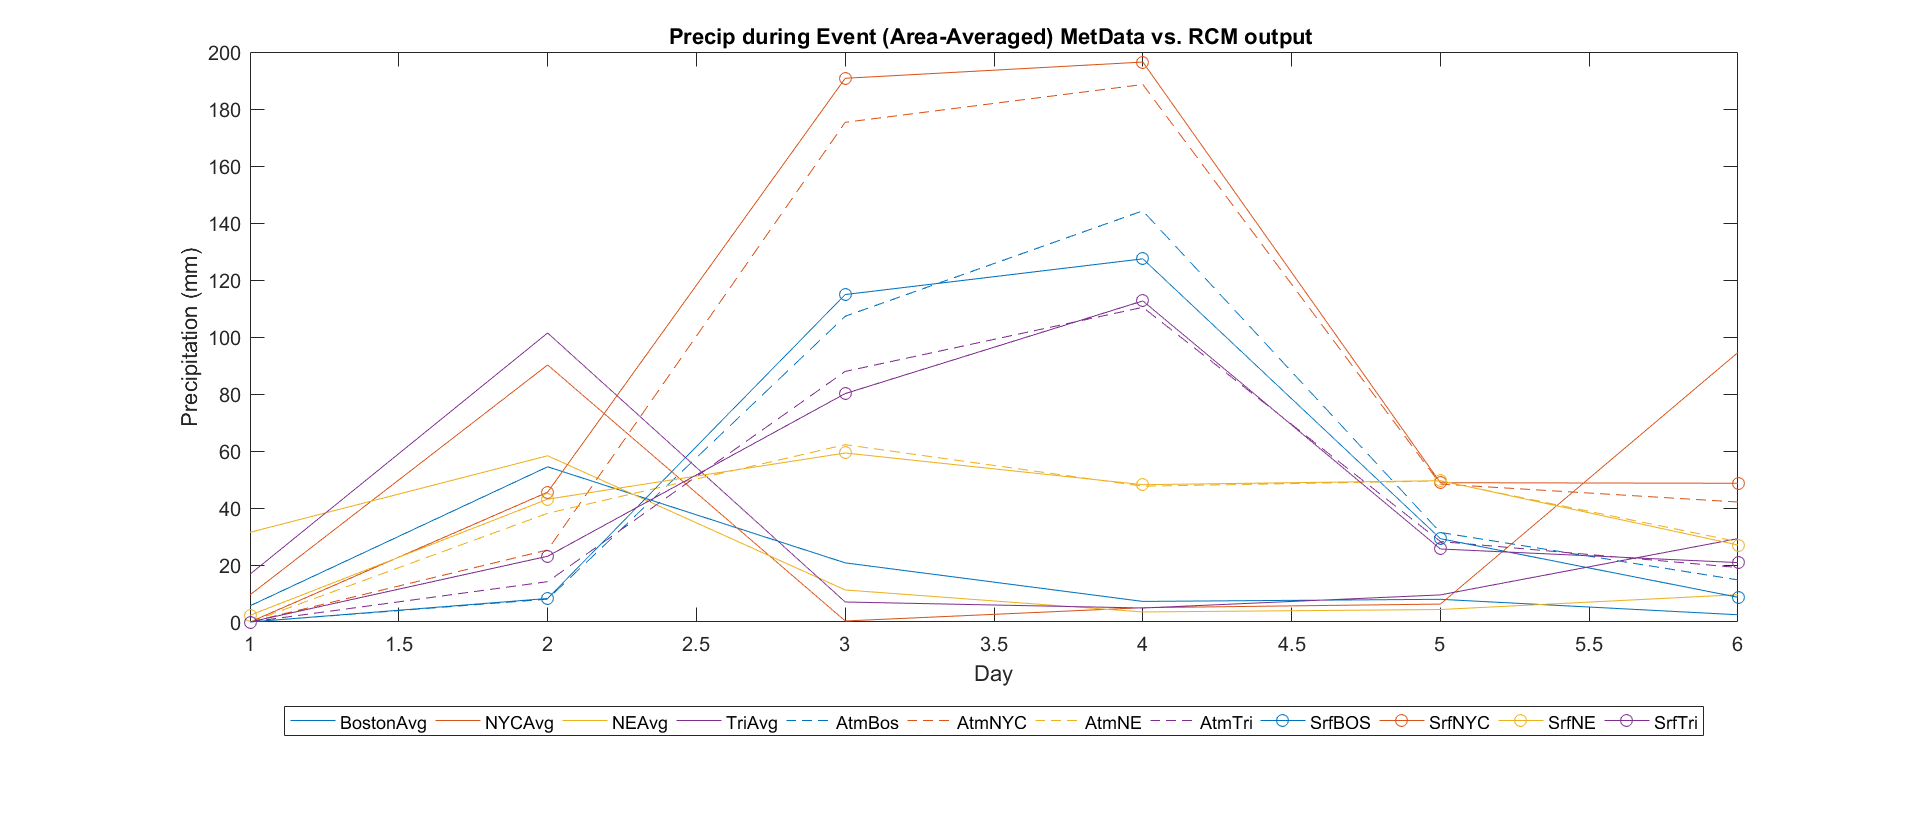 Precip during Event (Area-Averaged) MetData vs. RCM output
200
180
160
140
120
100
80
60
40
20
0
Precipitation (mm)
1 1.5 2 2.5 3 3.5 4 4.5 5 5.5 6
Day
BostonAvg NYCAvg NEAvg TriAvg AtmBos AtmNYC AtmNE AtmTri SrfBOS SrfNYC SrfNE SrfTri